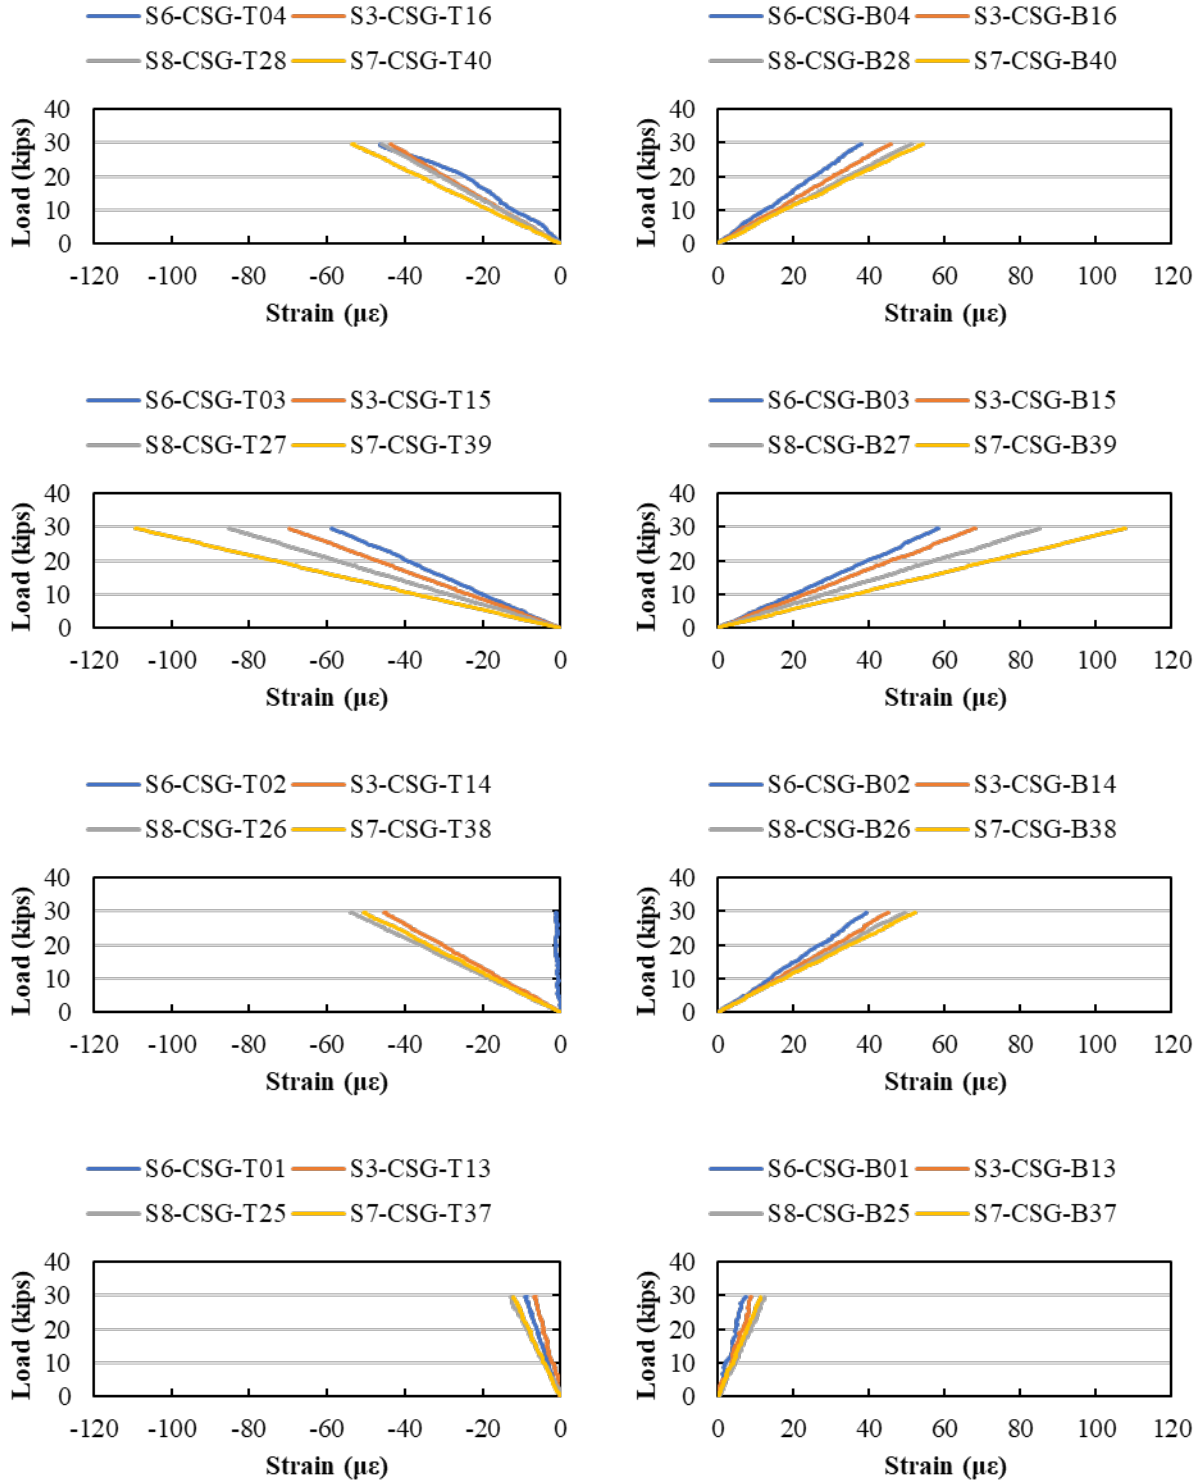 S6-CSG-T04 S3-CSG-T16
S8-CSG-T28 S7-CSG-T40
40
30
20
10
0
Load (kips)
-120 -100 -80 -60 -40 -20 0
Strain (με)
S6-CSG-B04 S3-CSG-B16
S8-CSG-B28 S7-CSG-B40
40
30
20
10
0
Load (kips)
0 20 40 60 80 100 120
Strain (με)
S6-CSG-T03 S3-CSG-T15
S8-CSG-T27 S7-CSG-T39
40
30
20
10
0
Load (kips)
-120 -100 -80 -60 -40 -20 0
Strain (με)
S6-CSG-B03 S3-CSG-B15
S8-CSG-B27 S7-CSG-B39
40
30
20
10
0
Load (kips)
0 20 40 60 80 100 120
Strain (με)
S6-CSG-T02 S3-CSG-T14
S8-CSG-T26 S7-CSG-T38
40
30
20
10
0
Load (kips)
-120 -100 -80 -60 -40 -20 0
Strain (με)
S6-CSG-B02 S3-CSG-B14
S8-CSG-B26 S7-CSG-B38
40
30
20
10
0
Load (kips)
0 20 40 60 80 100 120
Strain (με)
S6-CSG-T01 S3-CSG-T13
S8-CSG-T25 S7-CSG-T37
40
30
20
10
0
Load (kips)
-120 -100 -80 -60 -40 -20 0
Strain (με)
S6-CSG-B01 S3-CSG-B13
S8-CSG-B25 S7-CSG-B37
40
30
20
10
0
Load (kips)
0 20 40 60 80 100 120
Strain (με)